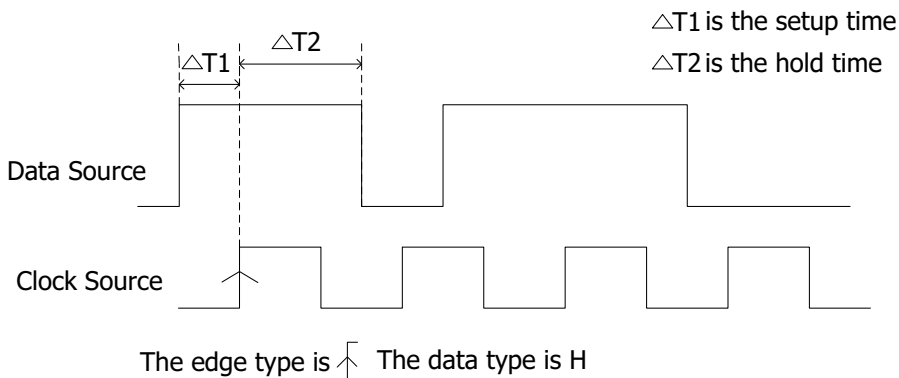 △T1 is the setup time
△T2 is the hold time
△T1
△T2
Data Source
Clock Source
The edge type is The data type is H